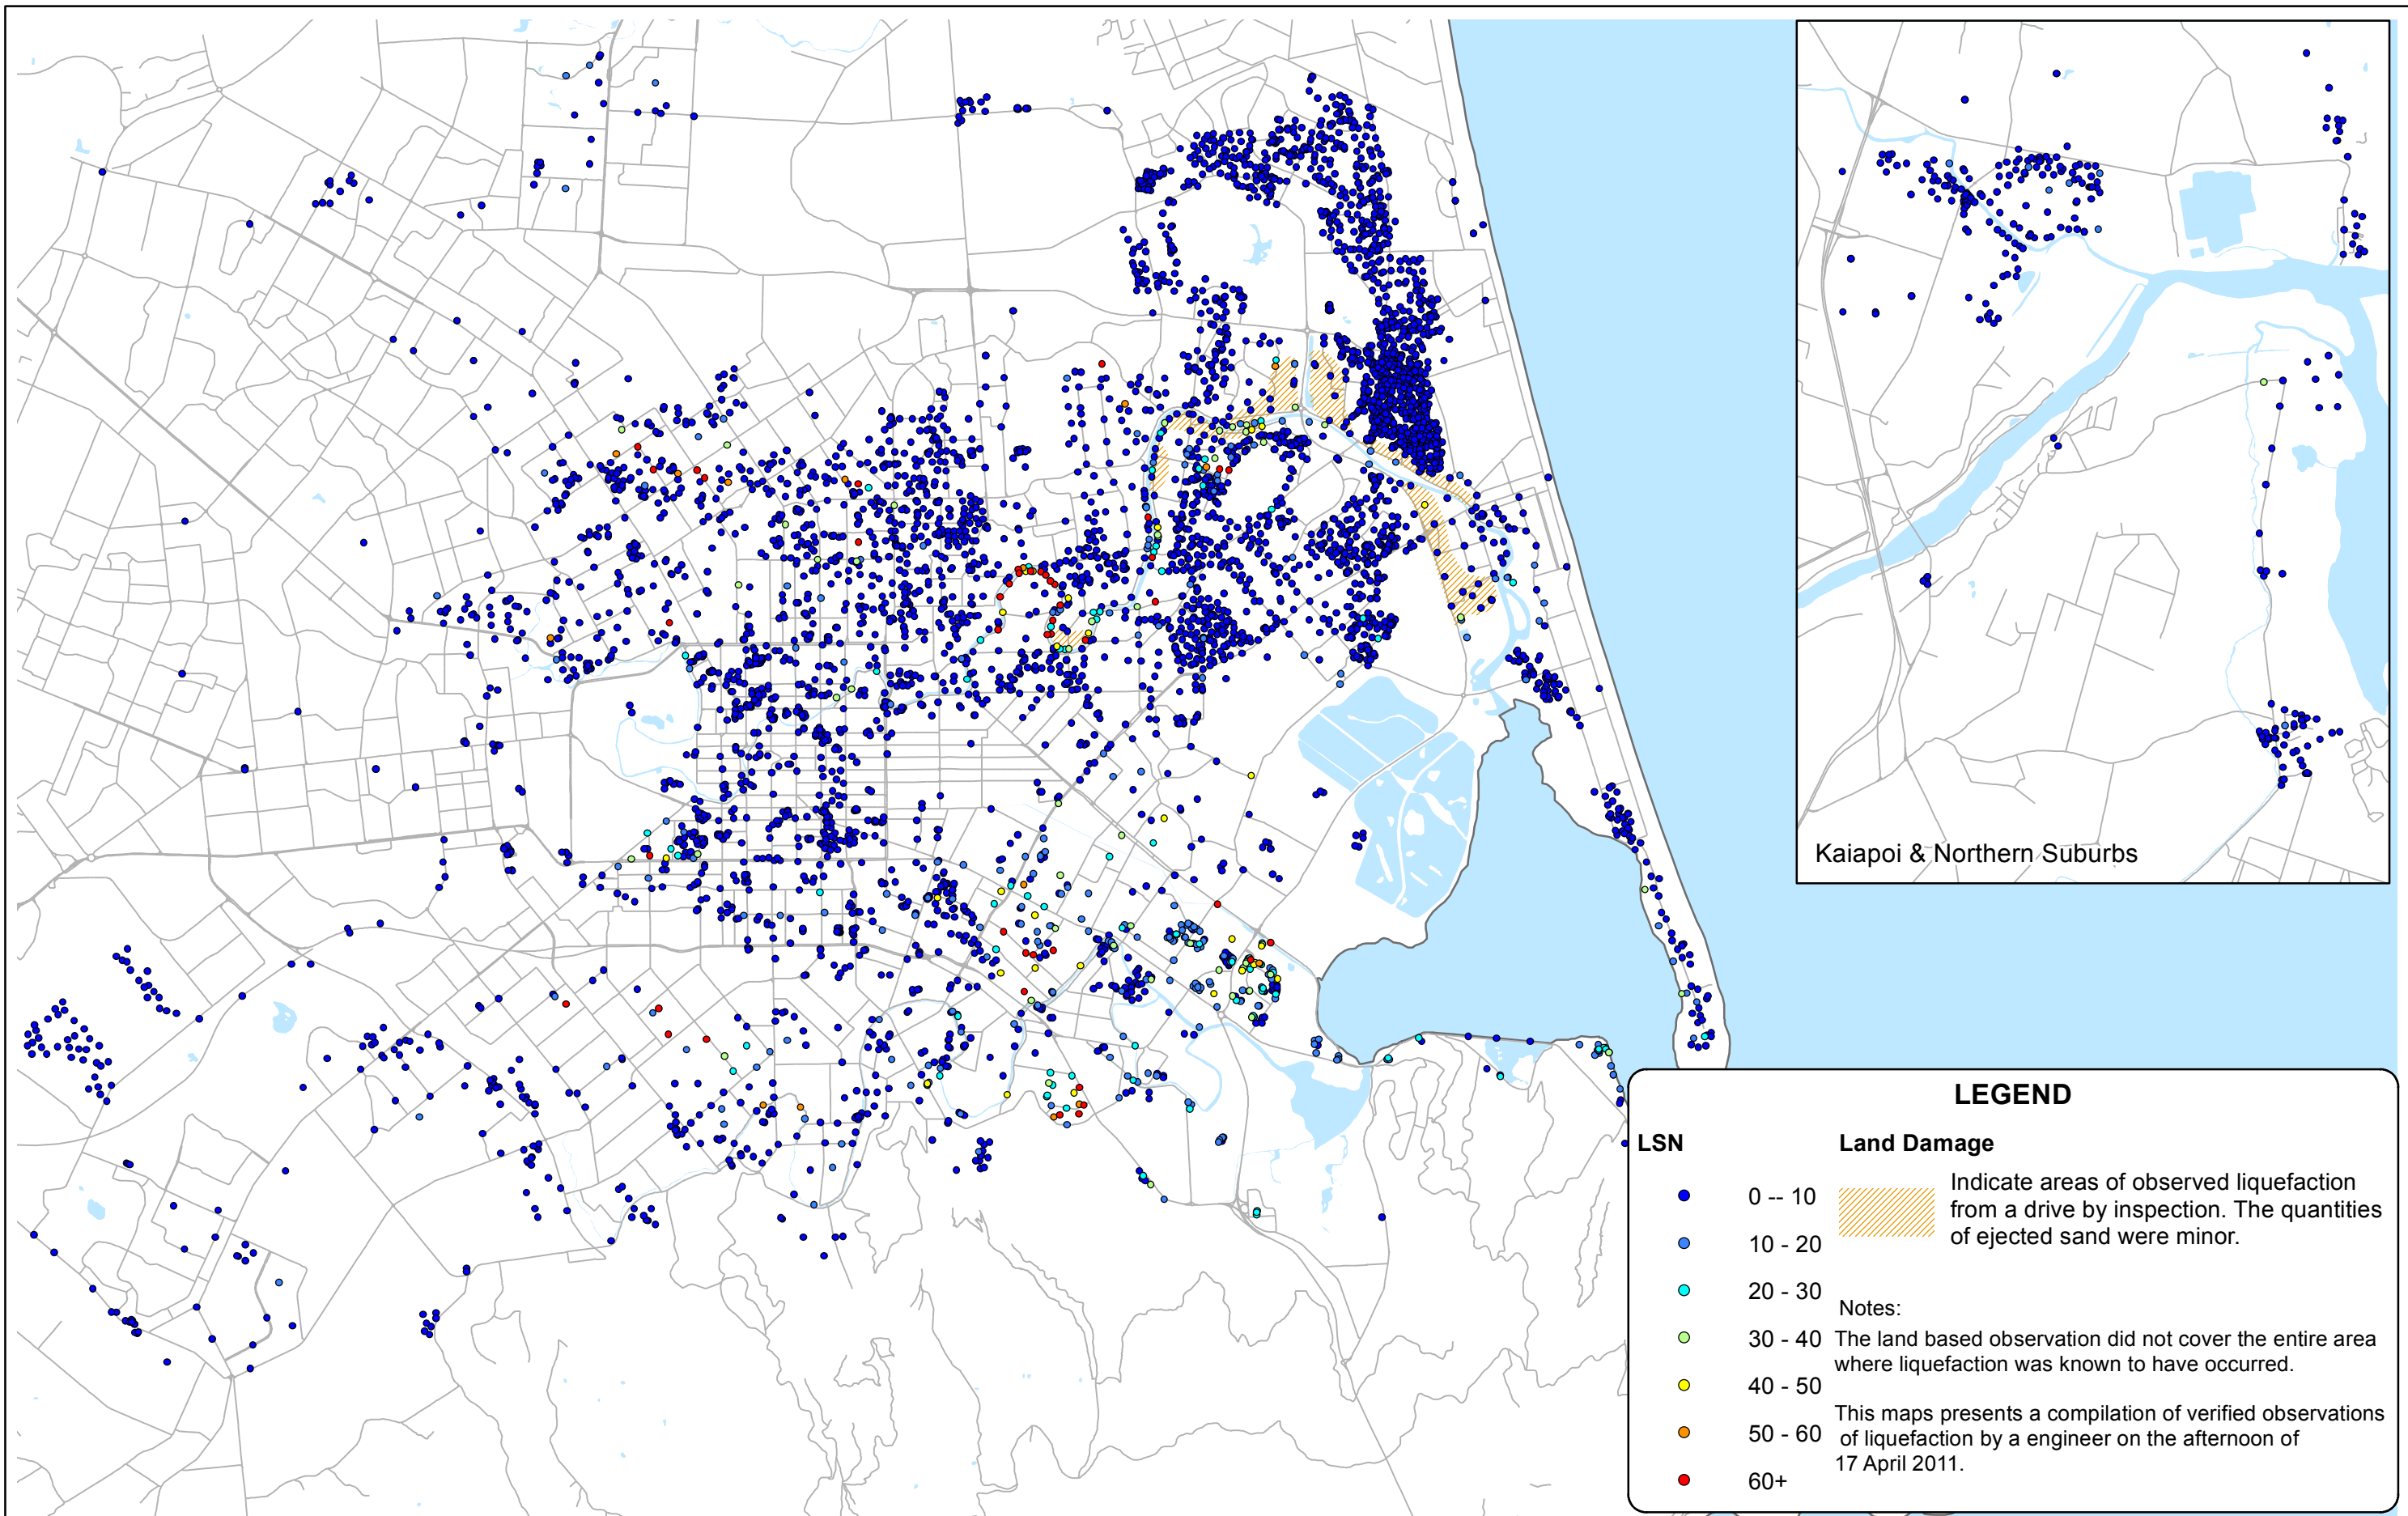 Kaiapoi & Northern Suburbs
LEGEND
LSN
Land Damage
0 -- 10
10 - 20
20 - 30
30 - 40
40 - 50
50 - 60
60+
Indicate areas of observed liquefaction
from a drive by inspection. The quantities
of ejected sand were minor.
Notes:
The land based observation did not cover the entire area
where liquefaction was known to have occurred.
This maps presents a compilation of verified observations
of liquefaction by a engineer on the afternoon of
17 April 2011.